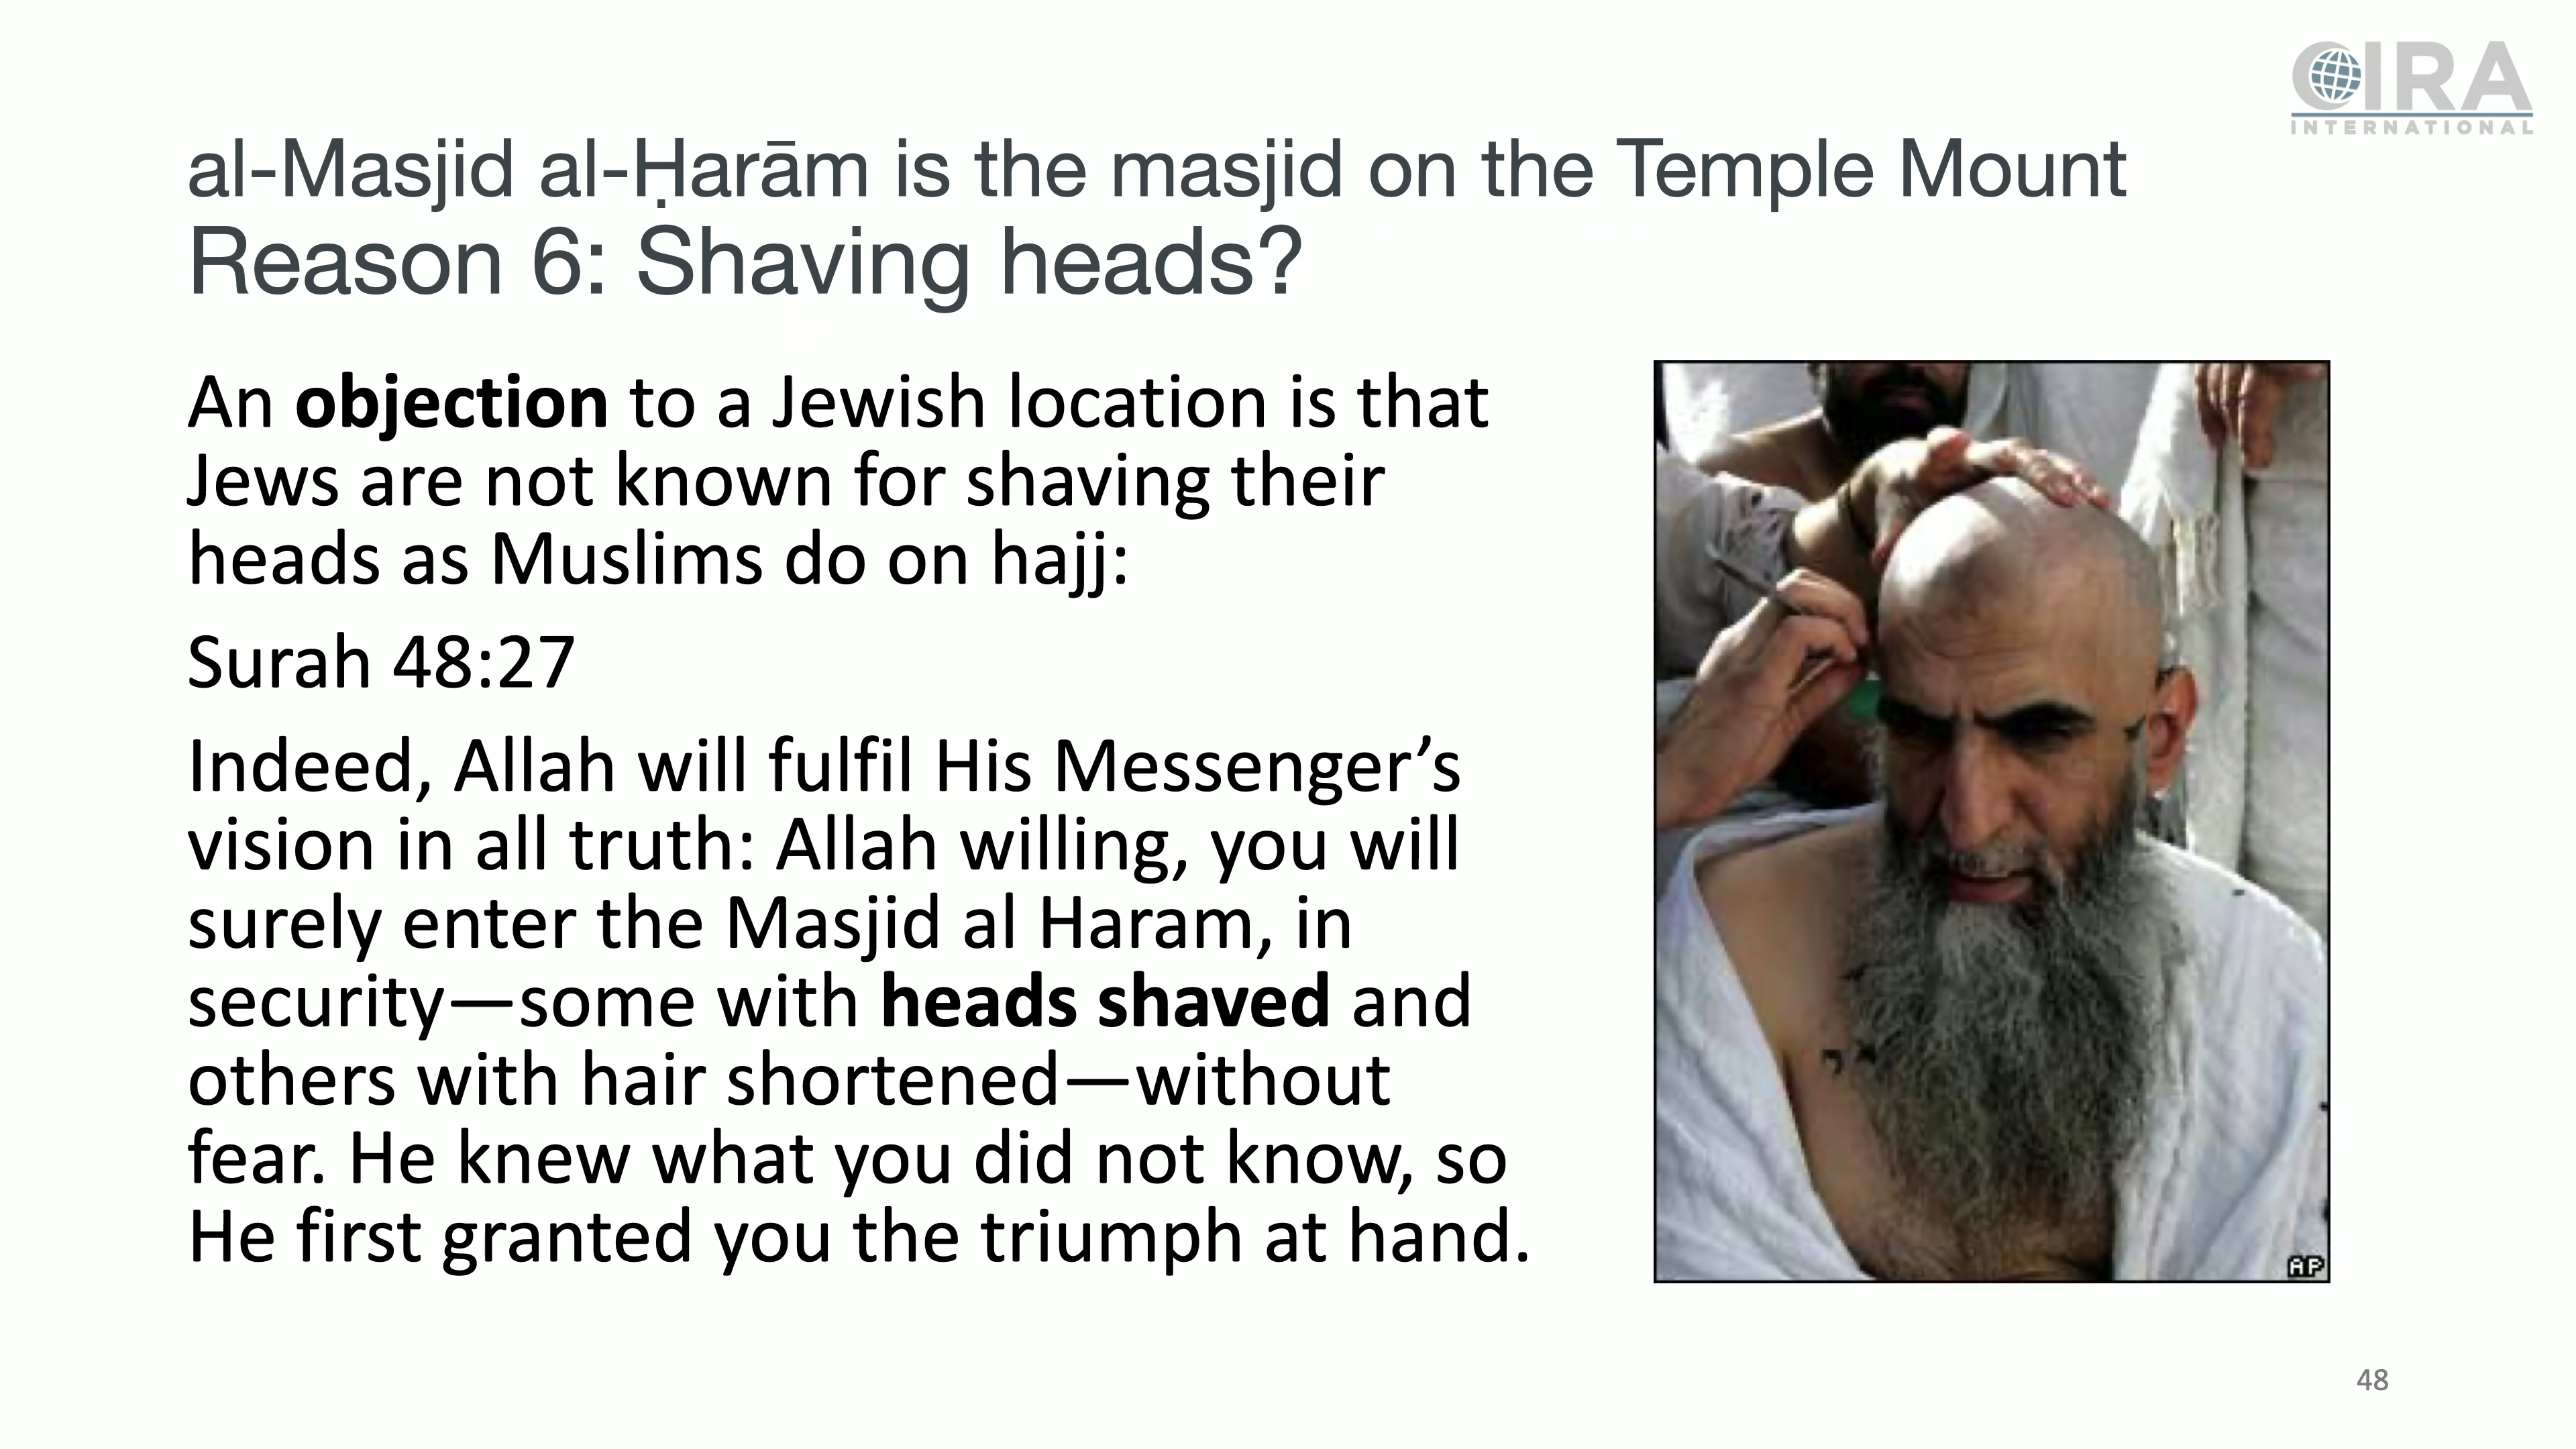 CIRA
INTERNATIONAL
al-Masjid al-Ḥarām is the masjid on the Temple Mount
Reason 6: Shaving heads?
An objection to a Jewish location is that
Jews are not known for shaving their
heads as Muslims do on hajj:
Surah 48:27
Indeed, Allah will fulfil His Messenger’s
vision in all truth: Allah willing, you will
surely enter the Masjid al Haram, in
security—some with heads shaved and
others with hair shortened—without
fear. He knew what you did not know, so
He first granted you the triumph at hand.
AP
48